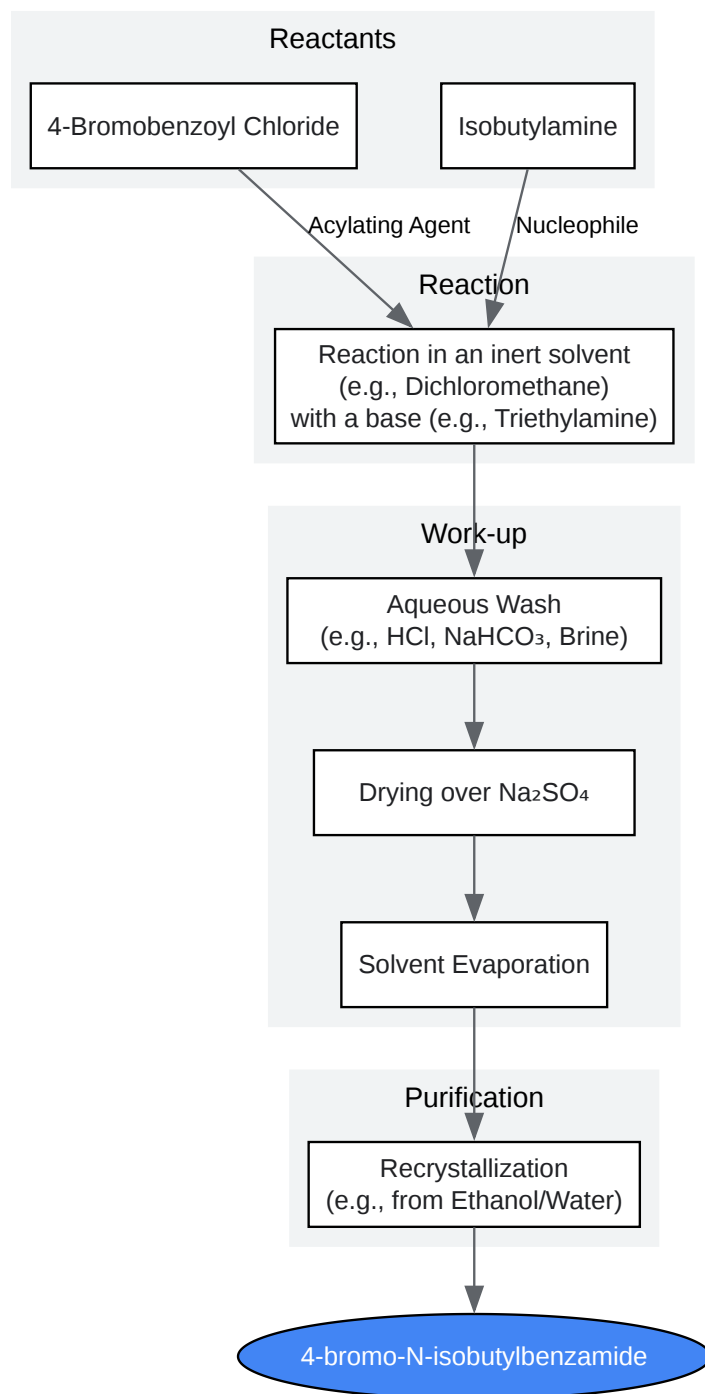 Reactants
4-Bromobenzoyl Chloride
Isobutylamine
Acylating Agent
Nucleophile
Reaction
Reaction in an inert solvent
(e.g., Dichloromethane)
with a base (e.g., Triethylamine)
Work-up
Aqueous Wash
(e.g., HCl, NaHCO₃, Brine)
Drying over Na₂SO₄
Solvent Evaporation
Purification
Recrystallization
(e.g., from Ethanol/Water)
4-bromo-N-isobutylbenzamide